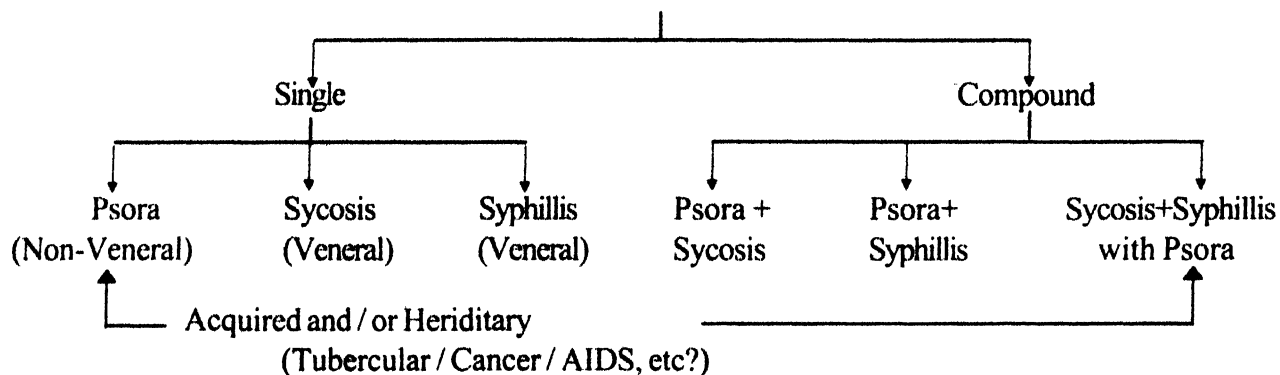 Single Compound
Psora Sycosis Syphillis Psora + Psora+ Sycosis+Syphillis
(Non-Veneral) (Veneral) (Veneral) Sycosis Syphillis with Psora
Acquired and / or Heriditary
(Tubercular / Cancer / AIDS, etc?)